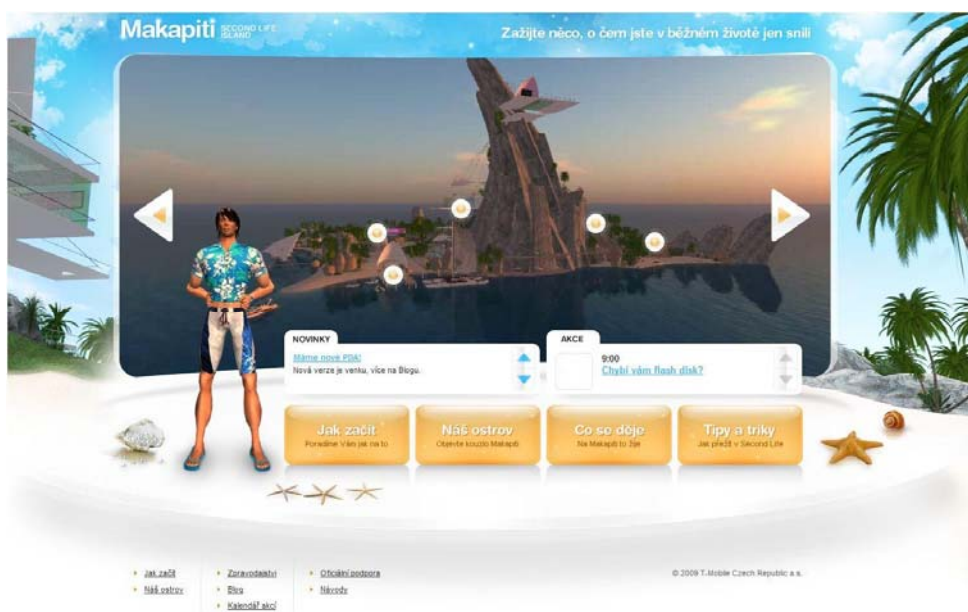 Makapiti SECOND LIFE
ISLAND
Zažijte něco, o čem jste v běžném životě jen snili
NOVINKY
Máme nové PDA!
Nová verze je venku, více na Blogu.
AKCE
9:00
Chybí vám flash disk?
Jak začít
Poradíme Vám jak na to
Náš ostrov
Objevte kouzlo Makapiti
Co se děje
Na Makapiti to žije
Tipy a triky
Jak přežít v Second Life
Jak začít
Náš ostrov
Zpravodajství
Blog
Kalendář akcí
Oficiální podpora
Návody
© 2009 T-Mobile Czech Republic a.s.